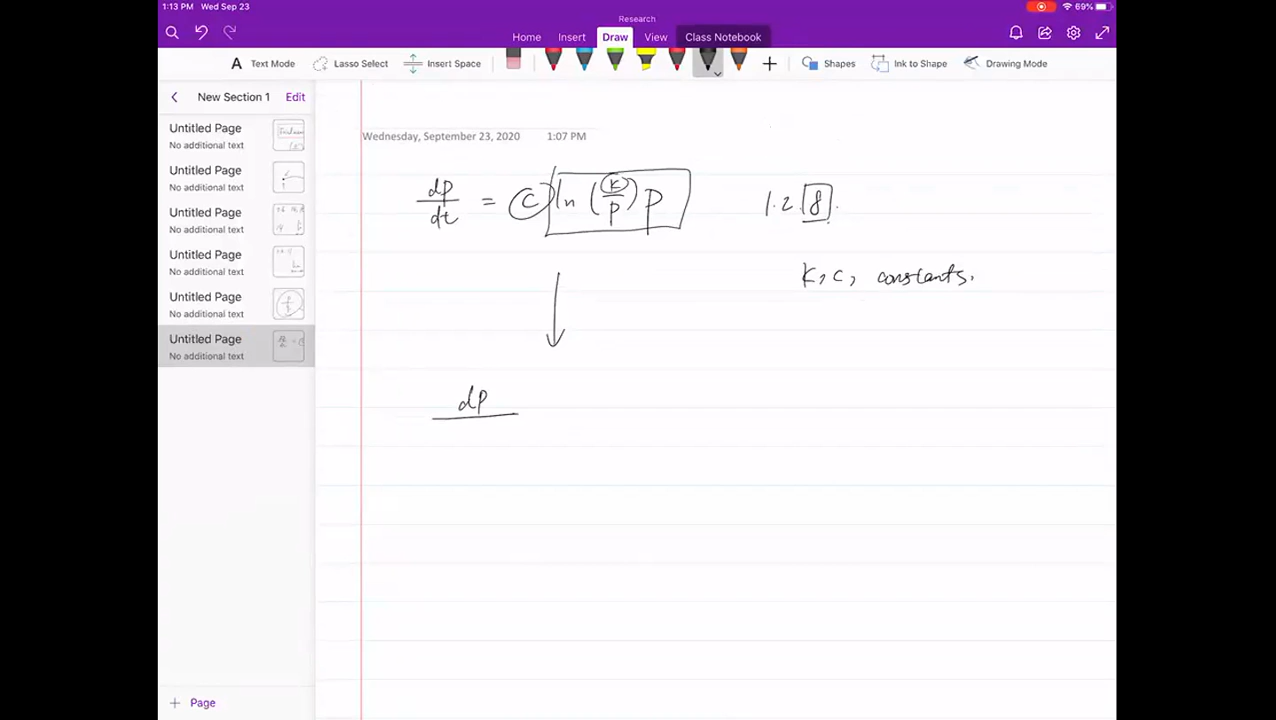 1:13 PM Wed Sep 23
69%
Research
Home Insert Draw View Class Notebook
Text Mode Lasso Select Insert Space Shapes Ink to Shape Drawing Mode
New Section 1 Edit
Untitled Page
No additional text
Untitled Page
No additional text
Untitled Page
No additional text
Untitled Page
No additional text
Untitled Page
No additional text
Untitled Page
No additional text
Page
Wednesday, September 23, 2020 1:07 PM
dp/dt = c ln (k/p) p 1.2.8.
k, c, constants.
dp